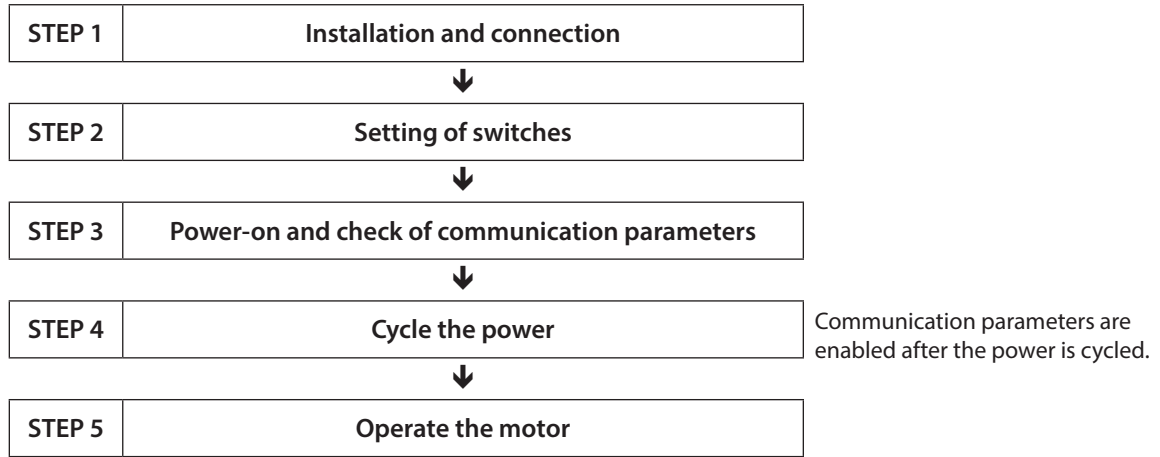 STEP 1 Installation and connection
STEP 2 Setting of switches
STEP 3 Power-on and check of communication parameters
STEP 4 Cycle the power
Communication parameters are
enabled after the power is cycled.
STEP 5 Operate the motor